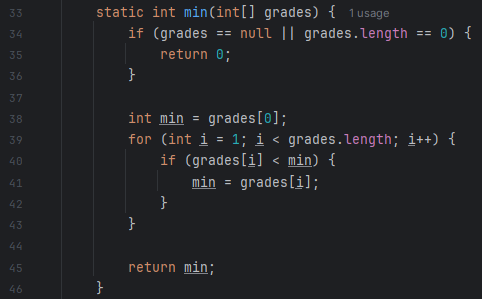 33 static int min(int[] grades) { 1 usage
34 if (grades == null || grades.length == 0) {
35 return 0;
36 }
37
38 int min = grades[0];
39 for (int i = 1; i < grades.length; i++) {
40 if (grades[i] < min) {
41 min = grades[i];
42 }
43 }
44
45 return min;
46 }